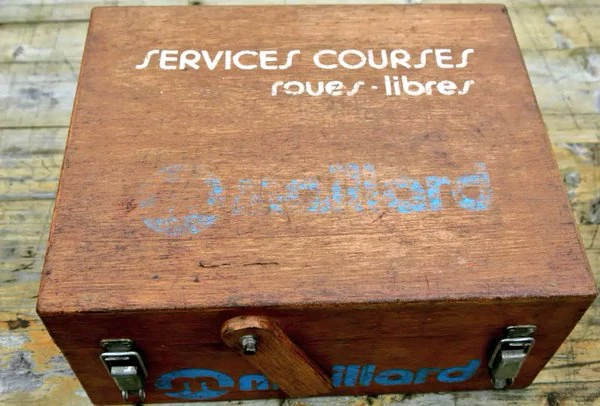 SERVICES COURSES
roues - libres
m maillard
m maillard